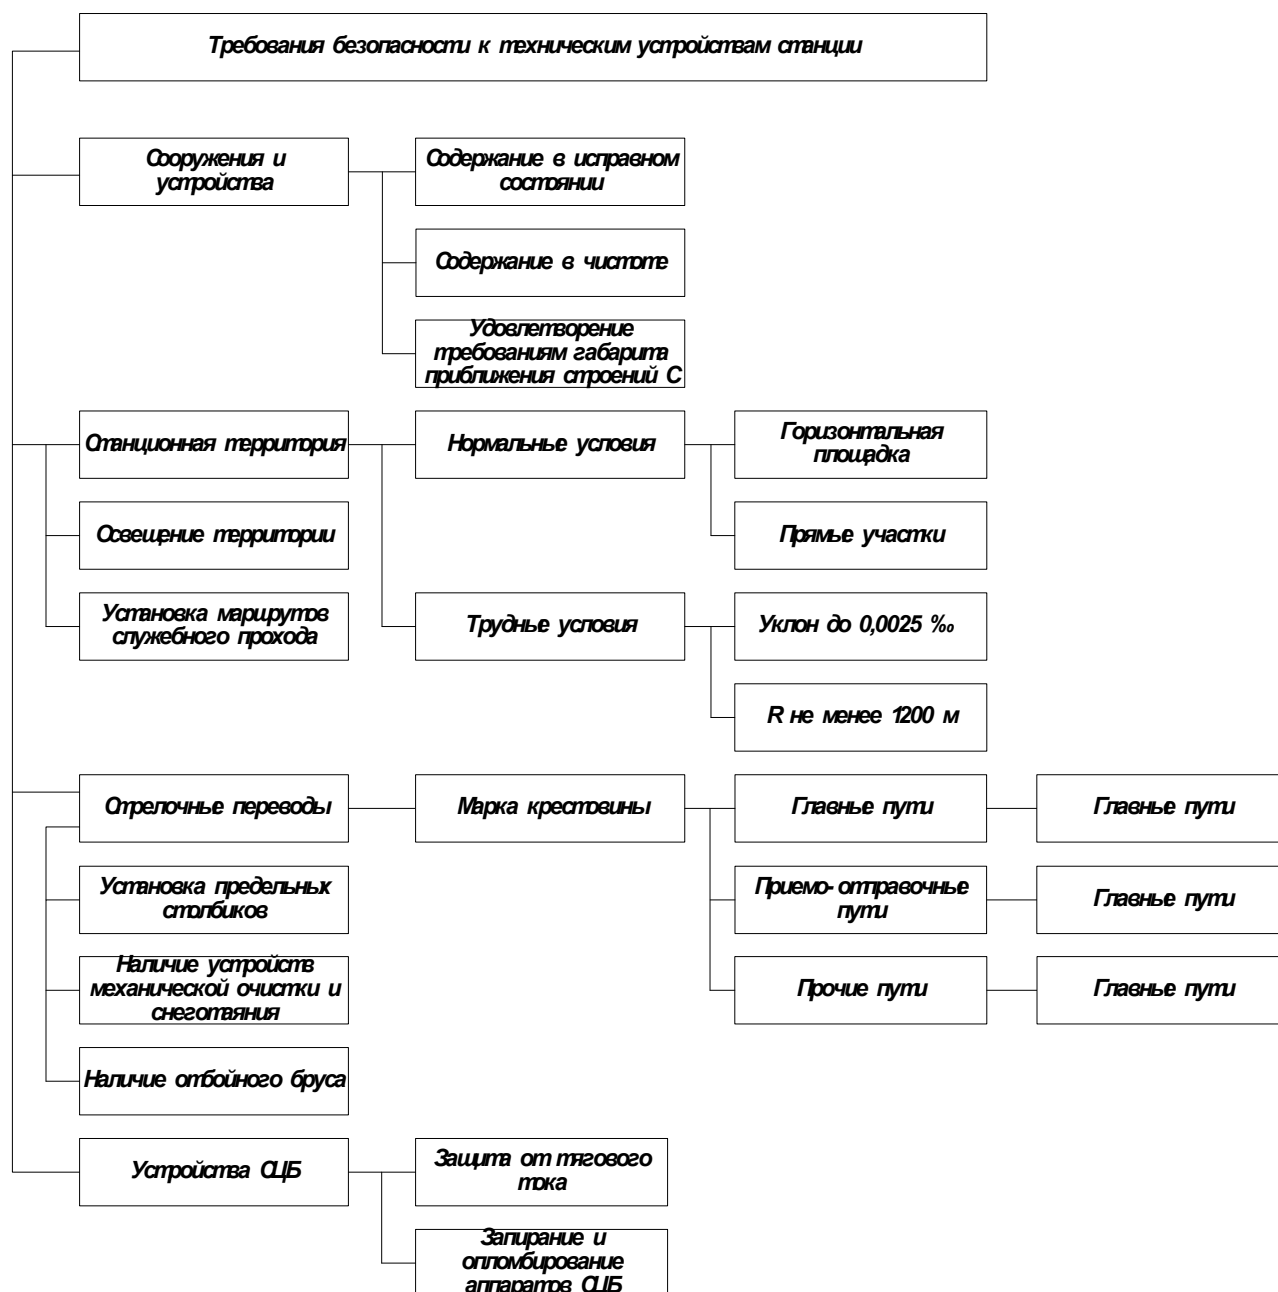 Требования безопасности к техническим устройствам станции
Сооружения и
устройства
Содержание в исправном
состоянии
Содержание в чистоте
Удовлетворение
требованиям габарита
приближения строений С
Станционная территория
Нормальные условия
Горизонтальная
площадка
Освещение территории
Прямые участки
Установка маршрутов
служебного прохода
Трудные условия
Уклон до 0,0025 ‰
R не менее 1200 м
Стрелочные переводы
Марка крестовины
Главные пути
Главные пути
Установка предельных
столбиков
Приемо-отправочные
пути
Главные пути
Наличие устройств
механической очистки и
снеготаяния
Прочие пути
Главные пути
Наличие отбойного бруса
Устройства СЦБ
Защита от тягового
тока
Запирание и
опломбирование
аппаратов СЦБ